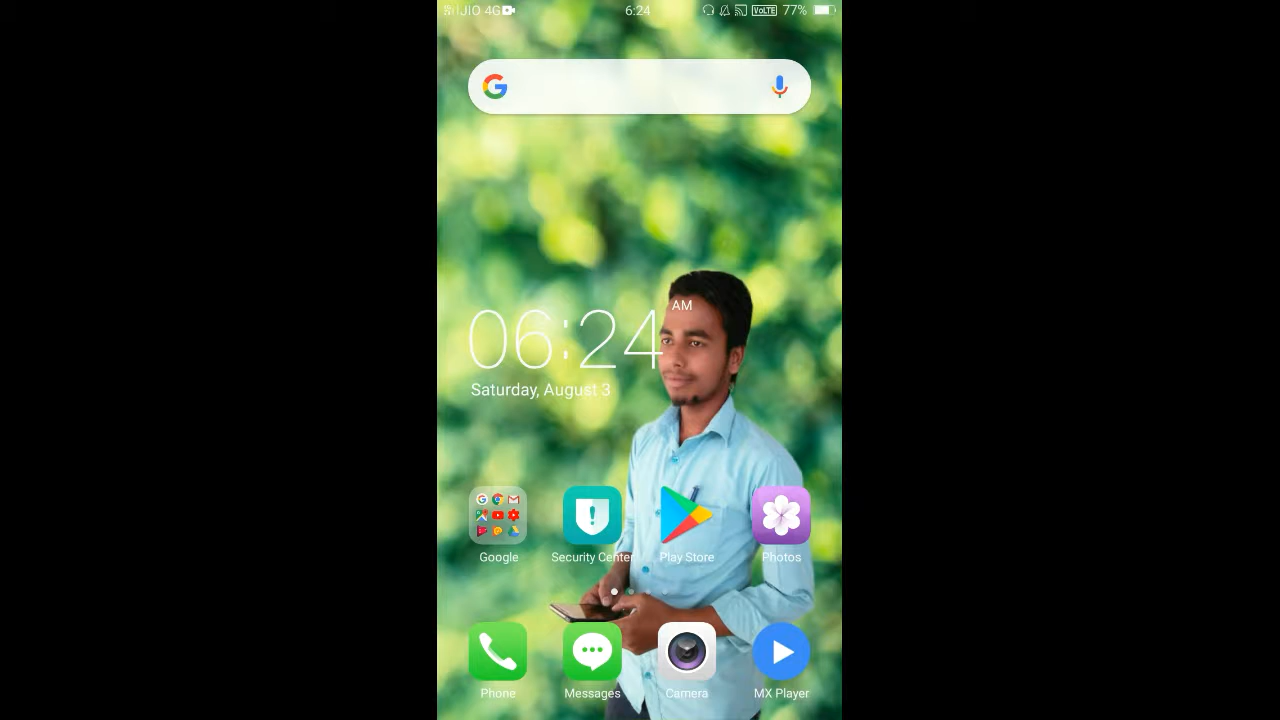 JIO 4G 6:24 VoLTE 77%
AM
06:24
Saturday, August 3
Google Security Center Play Store Photos
Phone Messages Camera MX Player